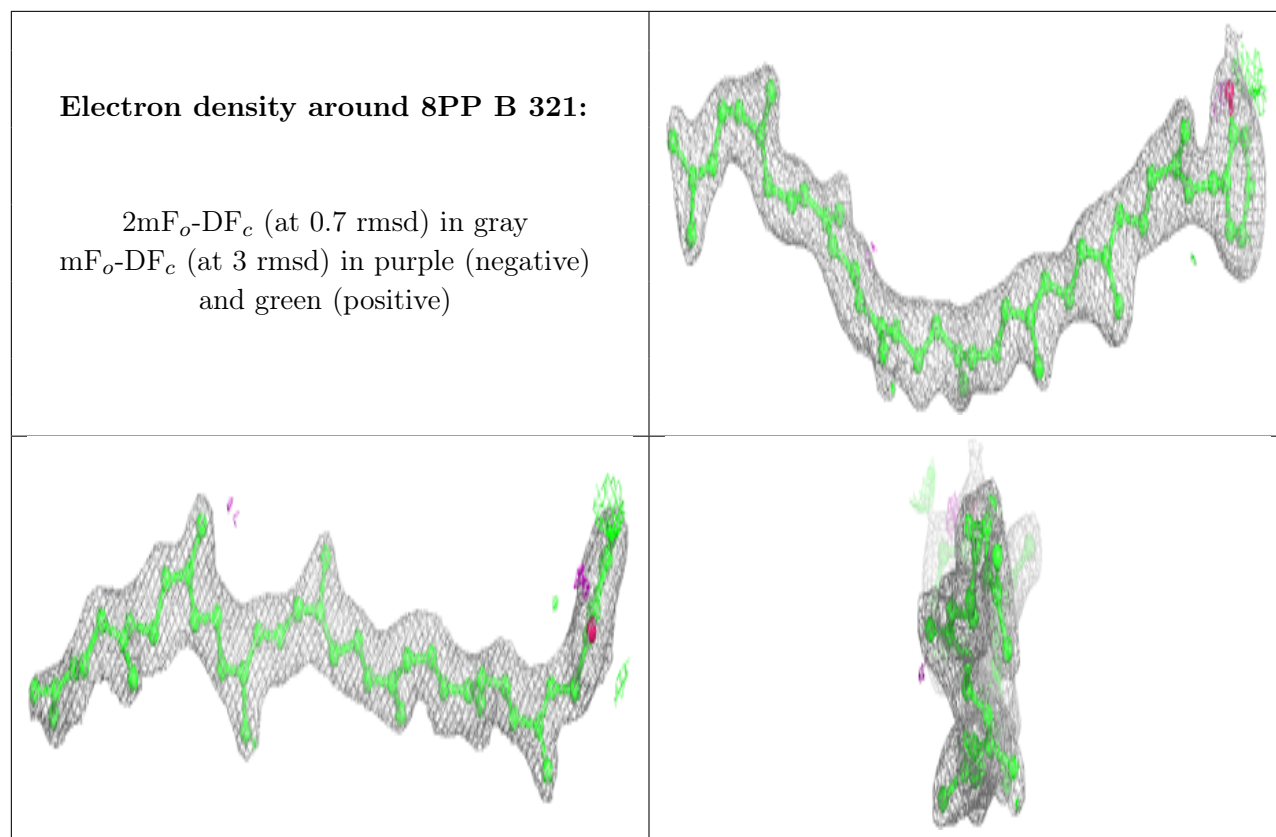 Electron density around 8PP B 321:
2mFo-DFc (at 0.7 rmsd) in gray
mFo-DFc (at 3 rmsd) in purple (negative)
and green (positive)